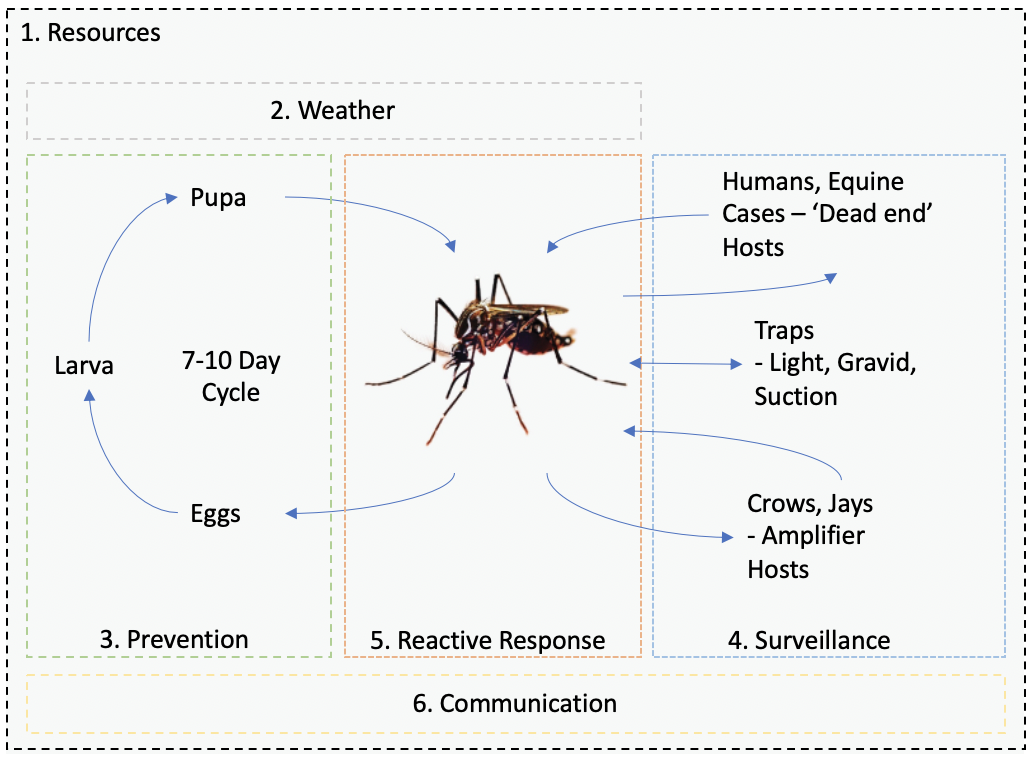 1. Resources
2. Weather
Pupa
Larva
7-10 Day
Cycle
Eggs
3. Prevention
5. Reactive Response
Humans, Equine
Cases – ‘Dead end’
Hosts
Traps
- Light, Gravid,
Suction
Crows, Jays
- Amplifier
Hosts
4. Surveillance
6. Communication